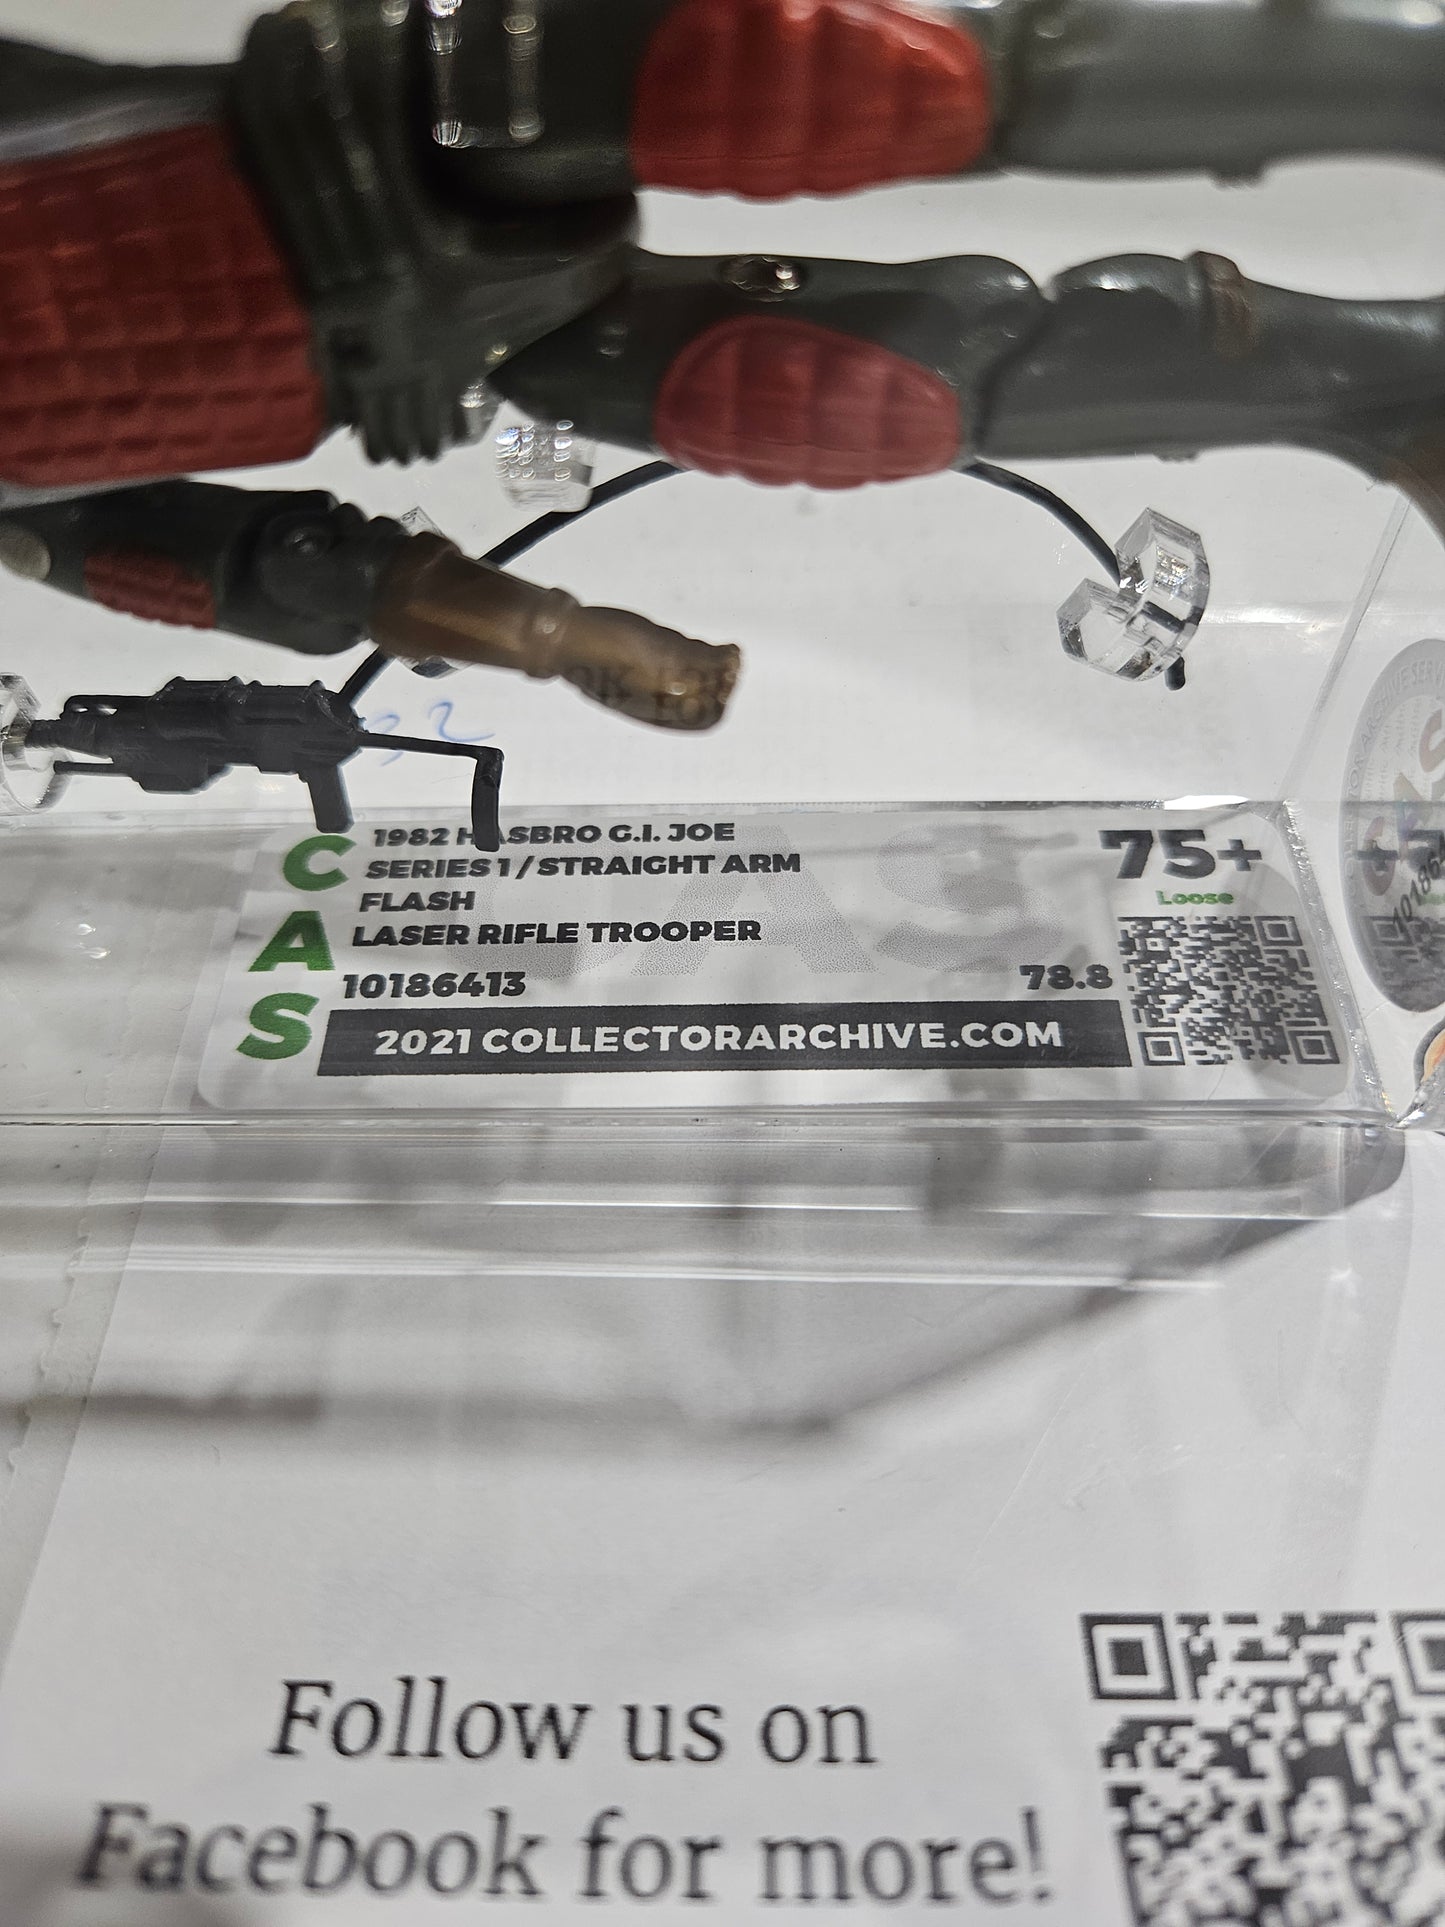 32
C A S
1982 HASBRO G.I. JOE
SERIES 1 / STRAIGHT ARM
FLASH
LASER RIFLE TROOPER
10186413
78.8
75+
Loose
2021 COLLECTORARCHIVE.COM
Follow us on
Facebook for more!